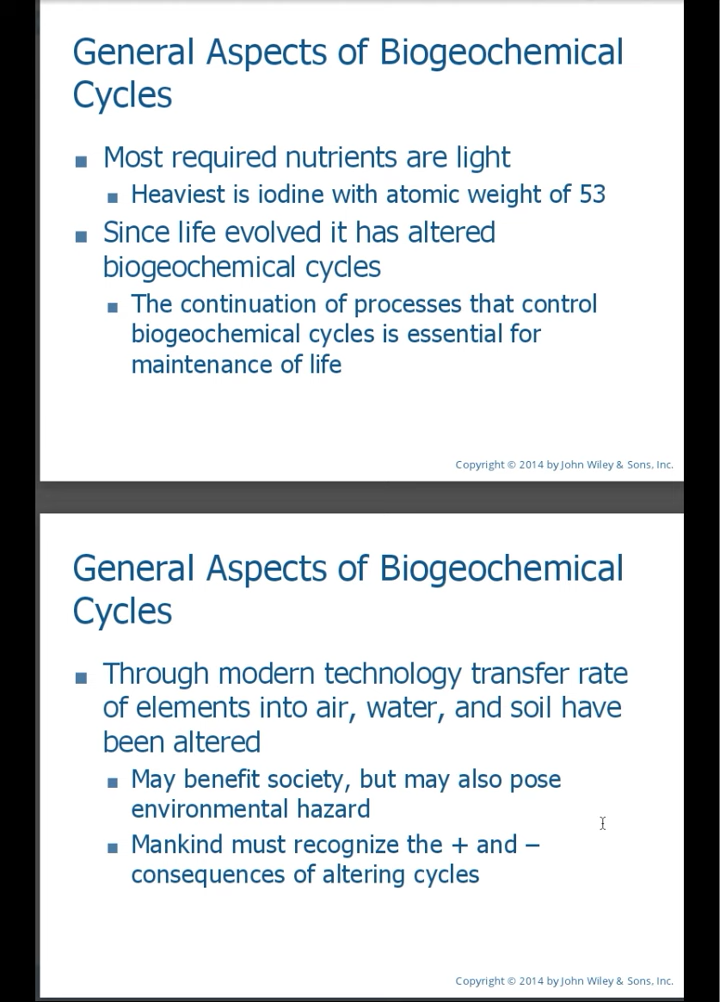 General Aspects of Biogeochemical
Cycles
Most required nutrients are light
Heaviest is iodine with atomic weight of 53
Since life evolved it has altered
biogeochemical cycles
The continuation of processes that control
biogeochemical cycles is essential for
maintenance of life
Copyright © 2014 by John Wiley & Sons, Inc.
General Aspects of Biogeochemical
Cycles
Through modern technology transfer rate
of elements into air, water, and soil have
been altered
May benefit society, but may also pose
environmental hazard
Mankind must recognize the + and –
consequences of altering cycles
Copyright © 2014 by John Wiley & Sons, Inc.